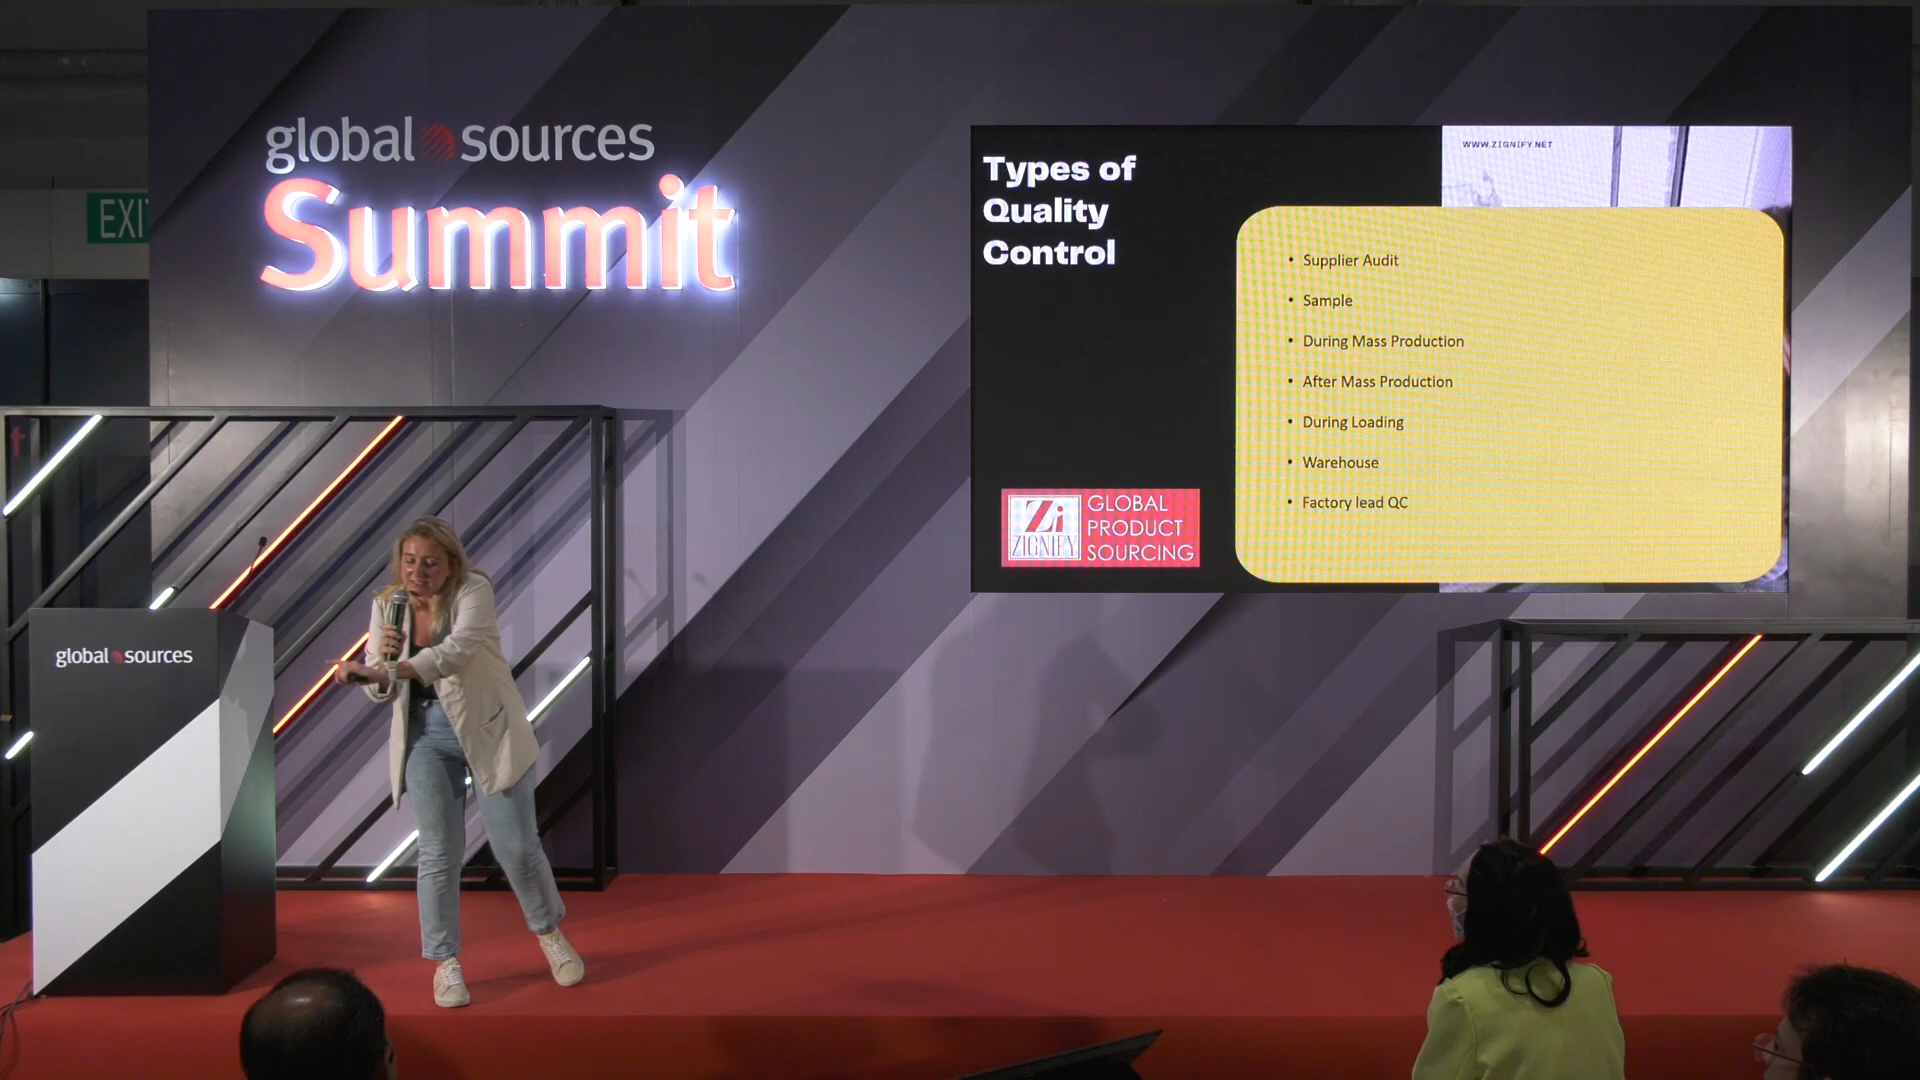 global sources
Summit
EXI
Types of
Quality
Control
WWW.ZIGNIFY.NET
• Supplier Audit
• Sample
• During Mass Production
• After Mass Production
• During Loading
• Warehouse
• Factory lead QC
Zi
ZIGNIFY
GLOBAL
PRODUCT
SOURCING
global sources